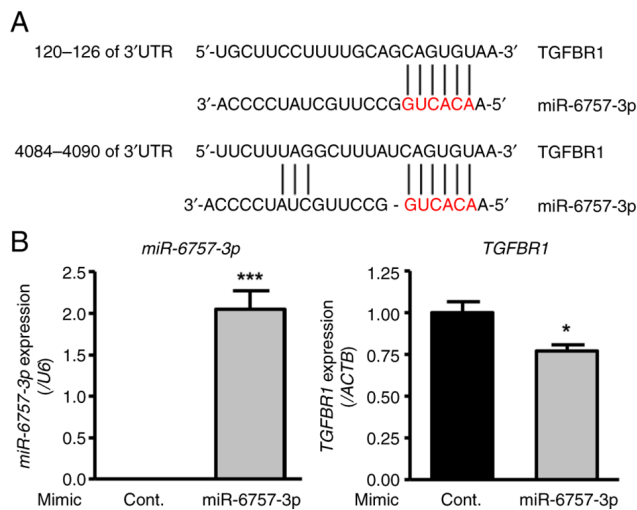 A
120–126 of 3′UTR 5′-UGCUUCCUUUUGCAGCAGUGUAA-3′ TGFBR1
3′-ACCCCUAUCGUUCCGGUCACAA-5′ miR-6757-3p
4084–4090 of 3′UTR 5′-UUCUUUAGGCUUUAUCAGUGUAA-3′ TGFBR1
3′-ACCCCUAUCGUUCCG - GUCACAA-5′ miR-6757-3p
B
miR-6757-3p
miR-6757-3p expression
(/U6)
2.5
2.0
1.5
1.0
0.5
0.0
***
Mimic Cont. miR-6757-3p
TGFBR1
TGFBR1 expression
(/ACTB)
1.25
1.00
0.75
0.50
0.25
0.00
*
Mimic Cont. miR-6757-3p